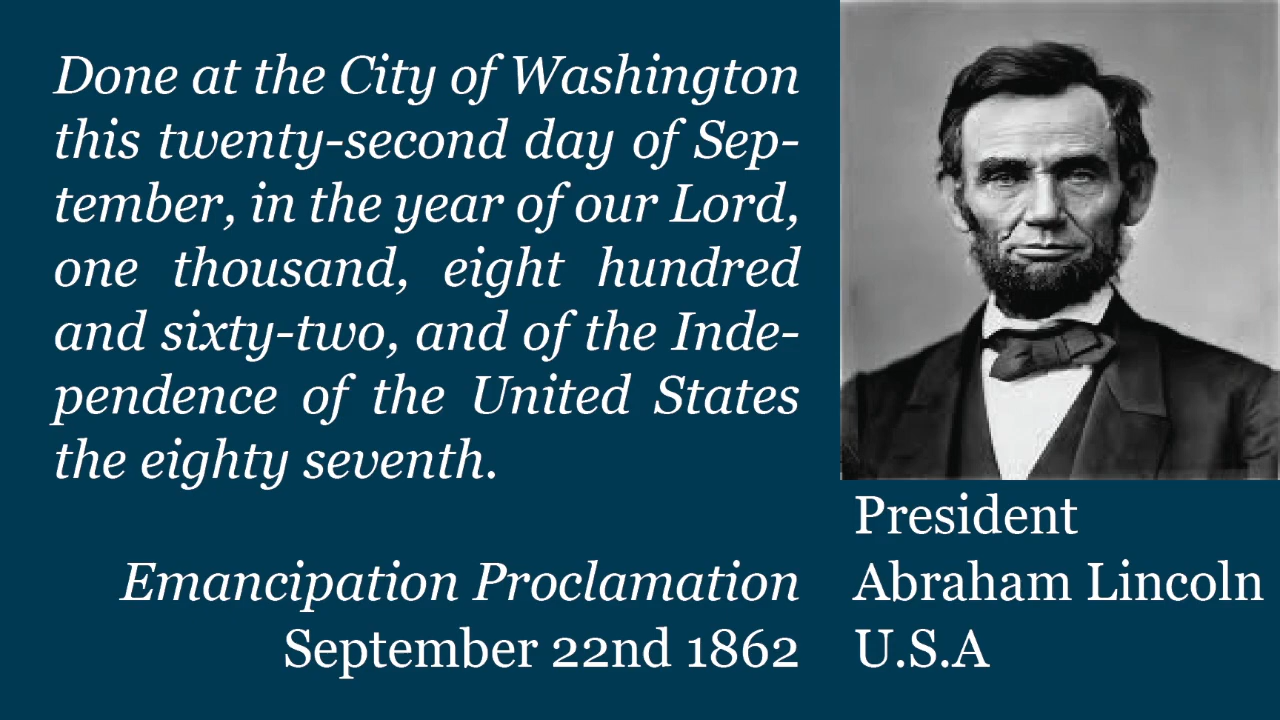 Done at the City of Washington
this twenty-second day of Sep-
tember, in the year of our Lord,
one thousand, eight hundred
and sixty-two, and of the Inde-
pendence of the United States
the eighty seventh.
Emancipation Proclamation
September 22nd 1862
President
Abraham Lincoln
U.S.A